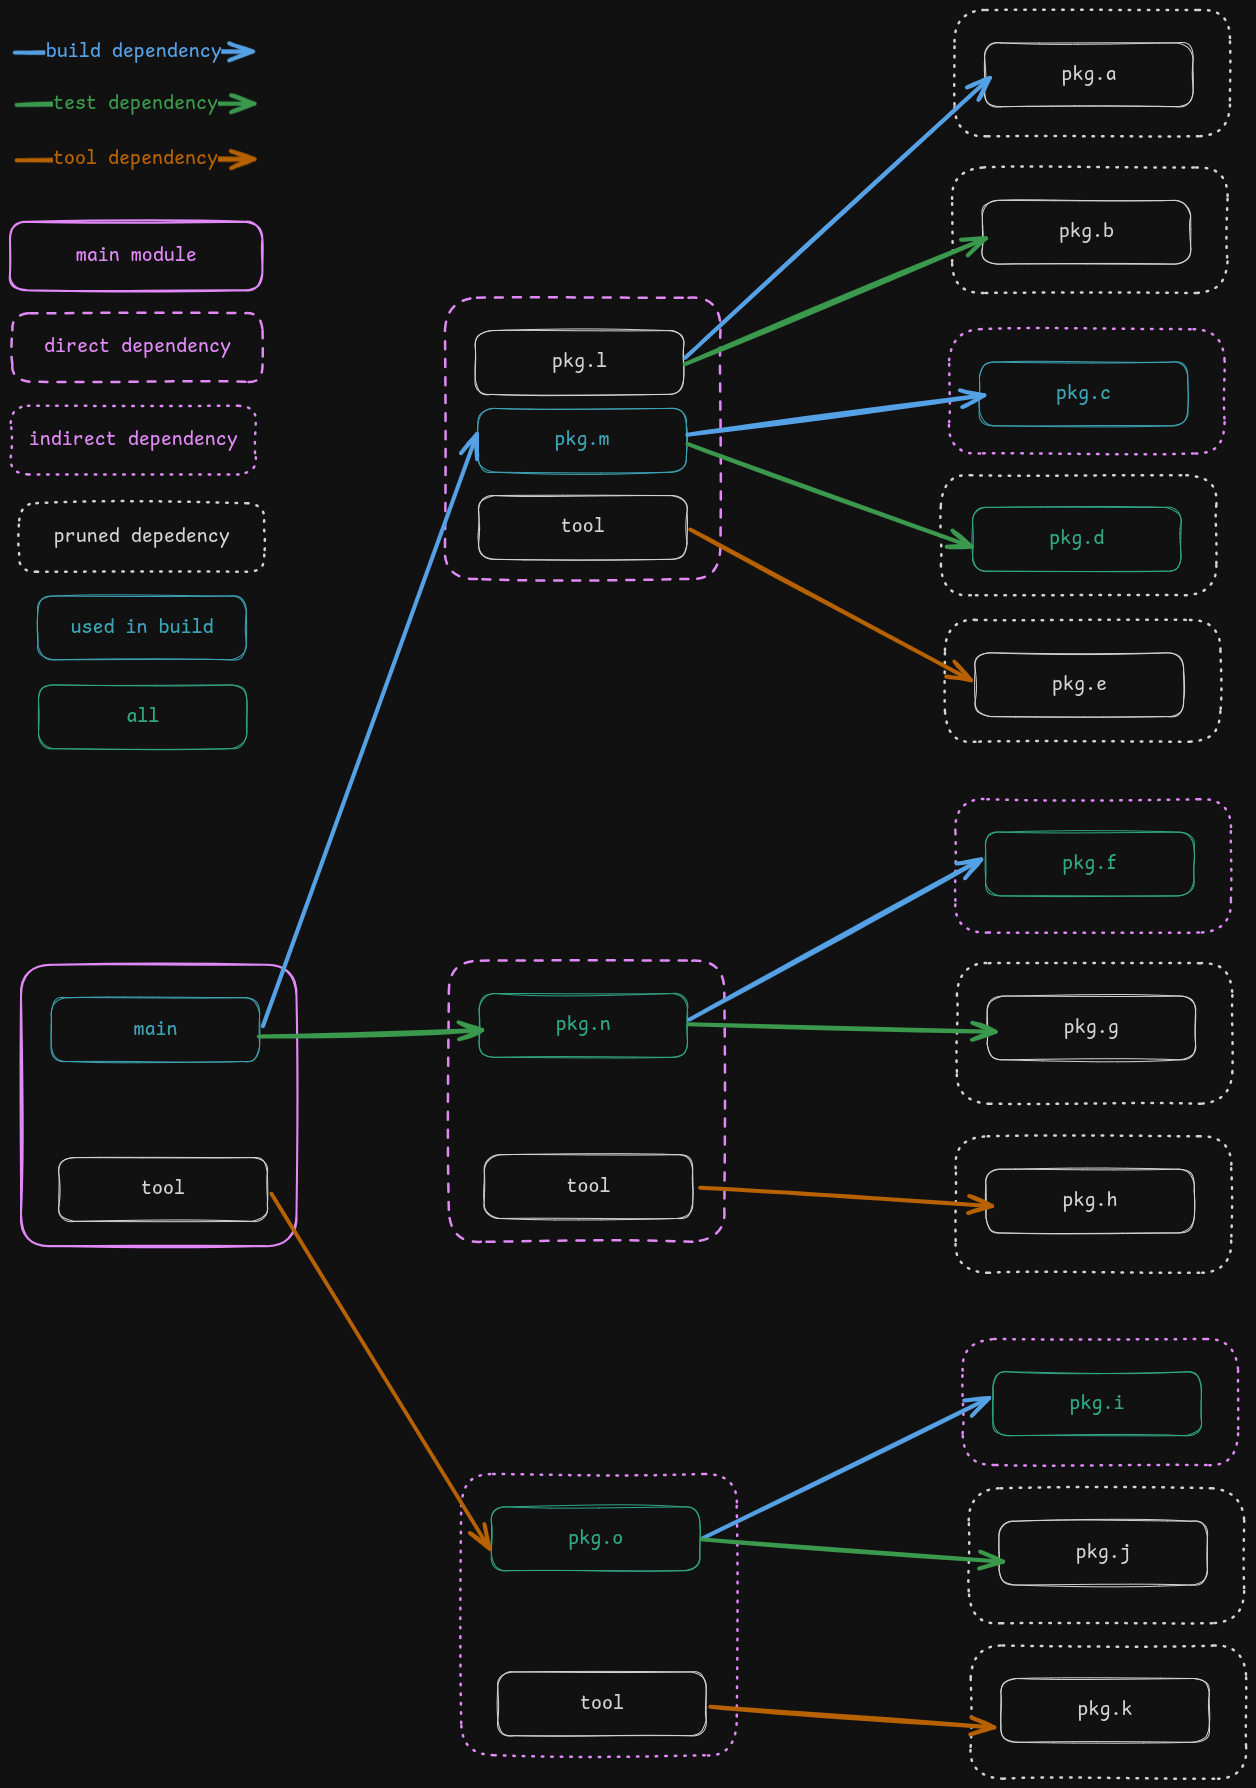 build dependency
test dependency
tool dependency
main module
direct dependency
indirect dependency
pruned depedency
used in build
all
main
tool
pkg.l
pkg.m
tool
pkg.n
tool
pkg.o
tool
pkg.a
pkg.b
pkg.c
pkg.d
pkg.e
pkg.f
pkg.g
pkg.h
pkg.i
pkg.j
pkg.k